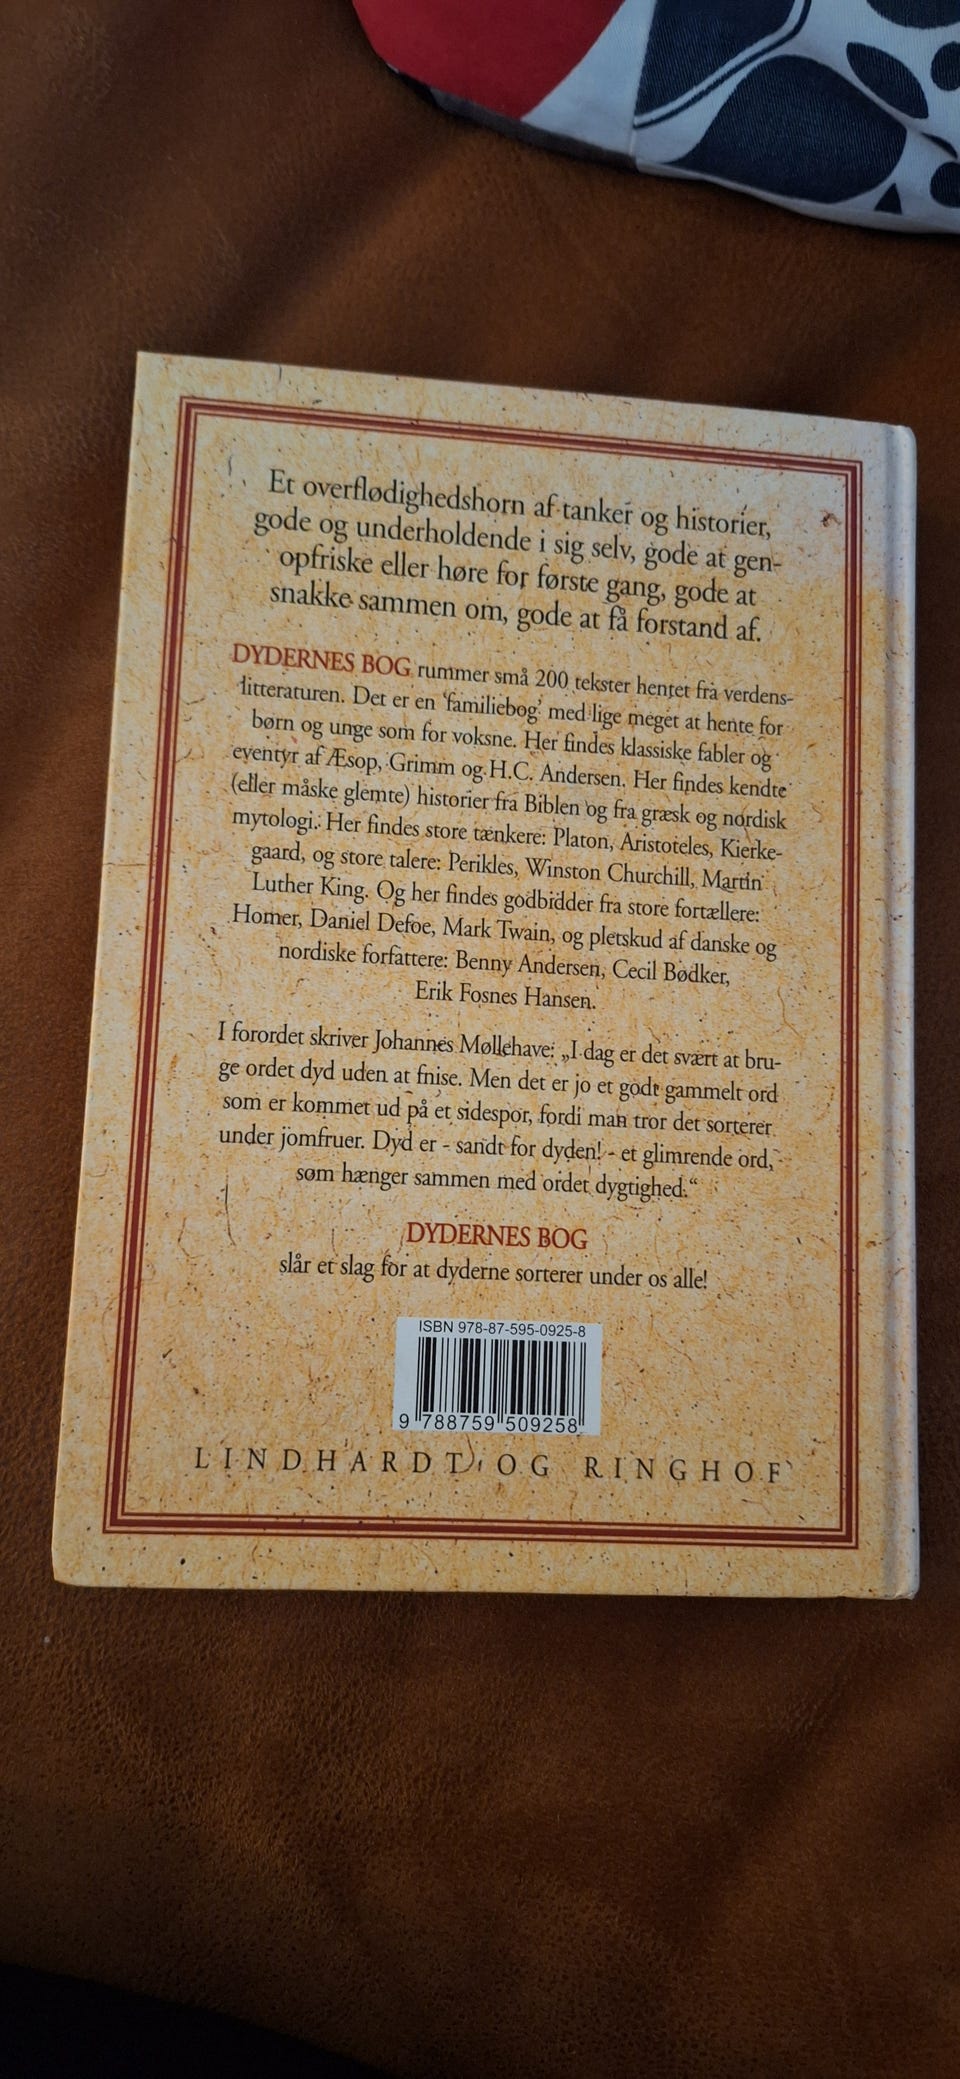 Et overflødighedshorn af tanker og historier,
gode og underholdende i sig selv, gode at gen-
opfriske eller høre for første gang, gode at
snakke sammen om, gode at få forstand af.
DYDERNES BOG rummer små 200 tekster hentet fra verdens-
litteraturen. Det er en ‘familiebog’ med lige meget at hente for
børn og unge som for voksne. Her findes klassiske fabler og
eventyr af Æsop, Grimm og H.C. Andersen. Her findes kendte
(eller måske glemte) historier fra Biblen og fra græsk og nordisk
mytologi. Her findes store tænkere: Platon, Aristoteles, Kierke-
gaard, og store talere: Perikles, Winston Churchill, Martin
Luther King. Og her findes godbidder fra store fortællere:
Homer, Daniel Defoe, Mark Twain, og pletskud af danske og
nordiske forfattere: Benny Andersen, Cecil Bødker,
Erik Fosnes Hansen.
I forordet skriver Johannes Møllehave: „I dag er det svært at bru-
ge ordet dyd uden at fnise. Men det er jo et godt gammelt ord
som er kommet ud på et sidespor, fordi man tror det sorterer
under jomfruer. Dyd er - sandt for dyden! - et glimrende ord,
som hænger sammen med ordet dygtighed.“
DYDERNES BOG
slår et slag for at dyderne sorterer under os alle!
ISBN 978-87-595-0925-8
9 788759 509258
LINDHARDT OG RINGHOF